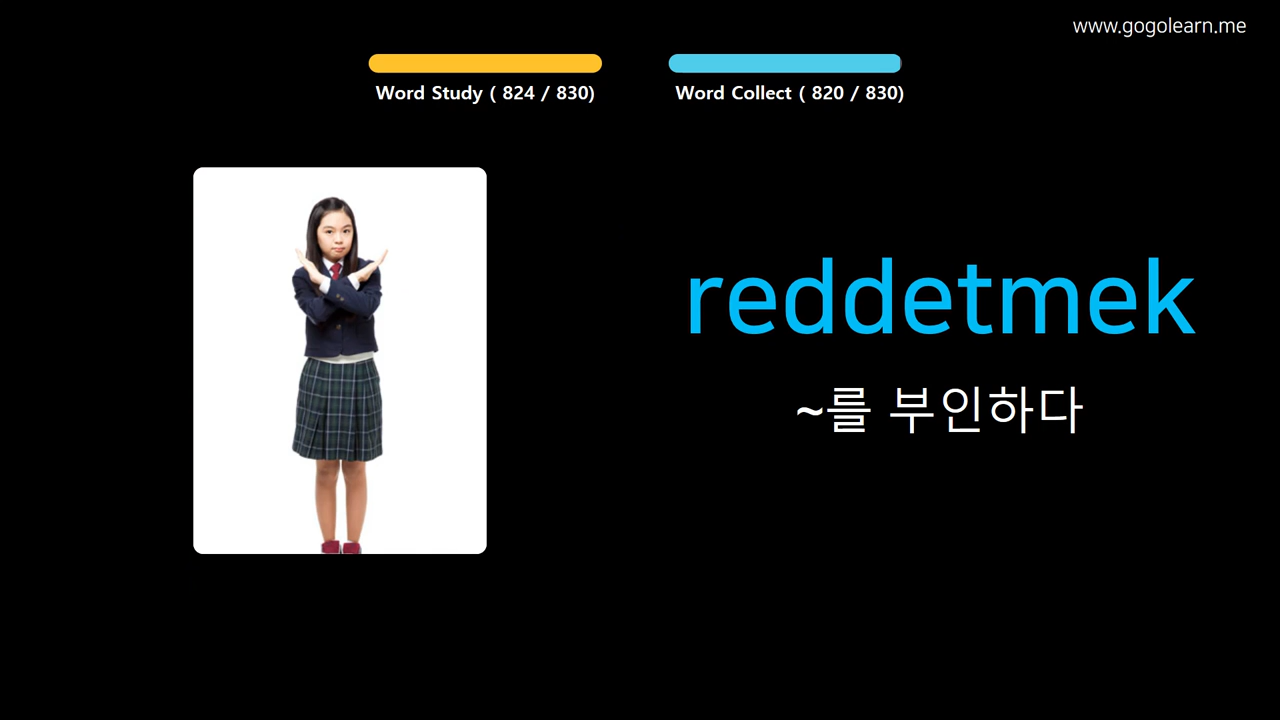 www.gogolearn.me
Word Study ( 824 / 830)
Word Collect ( 820 / 830)
reddetmek
~를 부인하다